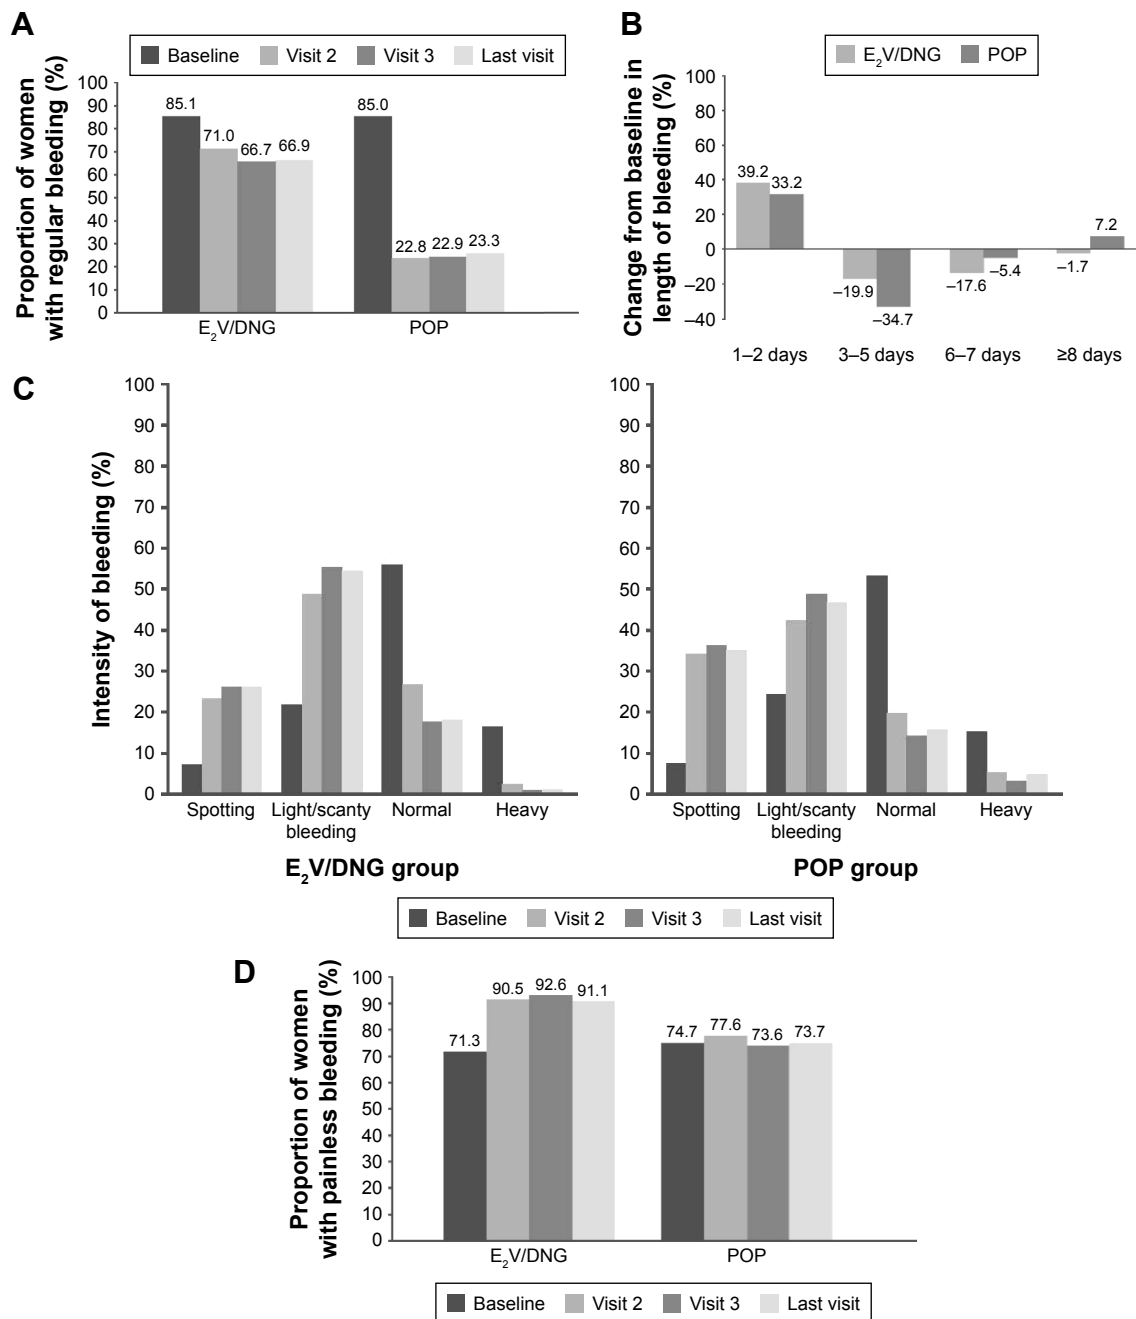 A
Baseline Visit 2 Visit 3 Last visit
Proportion of women
with regular bleeding (%)
100
90
80
70
60
50
40
30
20
10
0
85.1
71.0
66.7
66.9
85.0
22.8
22.9
23.3
E₂V/DNG
POP
B
E₂V/DNG POP
Change from baseline in
length of bleeding (%)
100
80
60
40
20
0
–20
–40
39.2
33.2
–19.9
–34.7
–17.6
–5.4
–1.7
7.2
1–2 days
3–5 days
6–7 days
≥8 days
C
Intensity of bleeding (%)
100
90
80
70
60
50
40
30
20
10
0
Spotting
Light/scanty
bleeding
Normal
Heavy
E₂V/DNG group
100
90
80
70
60
50
40
30
20
10
0
Spotting
Light/scanty
bleeding
Normal
Heavy
POP group
Baseline Visit 2 Visit 3 Last visit
D
Proportion of women
with painless bleeding (%)
100
90
80
70
60
50
40
30
20
10
0
71.3
90.5
92.6
91.1
74.7
77.6
73.6
73.7
E₂V/DNG
POP
Baseline Visit 2 Visit 3 Last visit